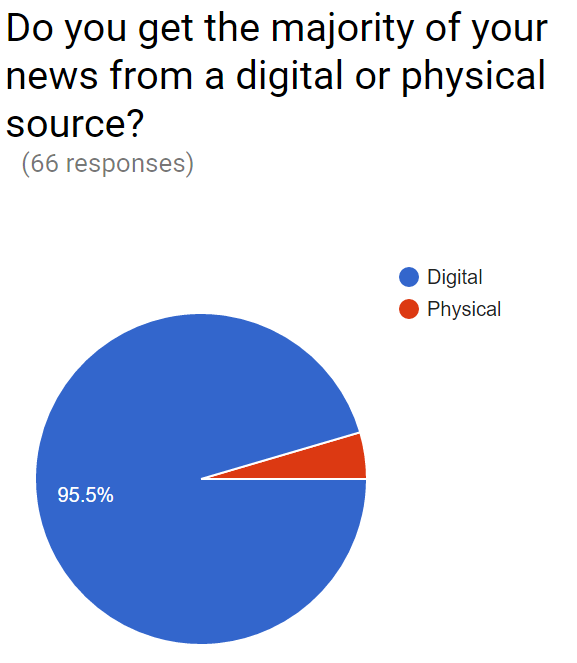 Do you get the majority of your
news from a digital or physical
source?
(66 responses)
Digital
Physical
95.5%